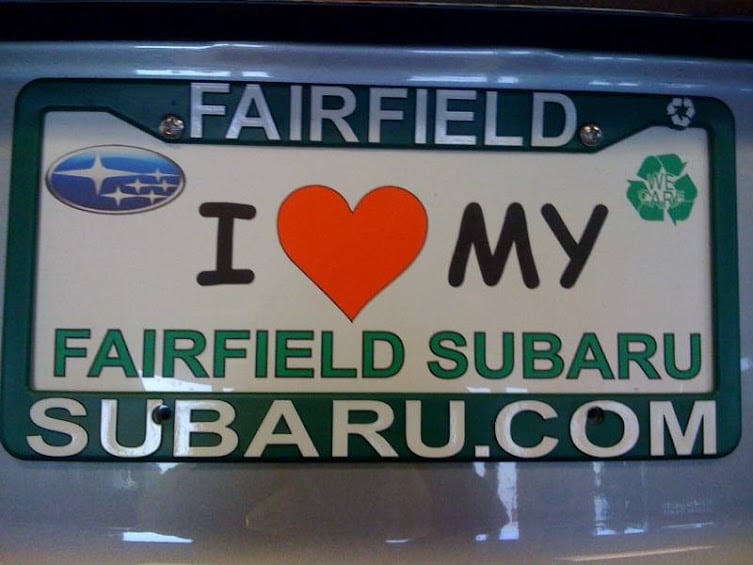 FAIRFIELD
WE
CARE
I MY
FAIRFIELD SUBARU
SUBARU.COM